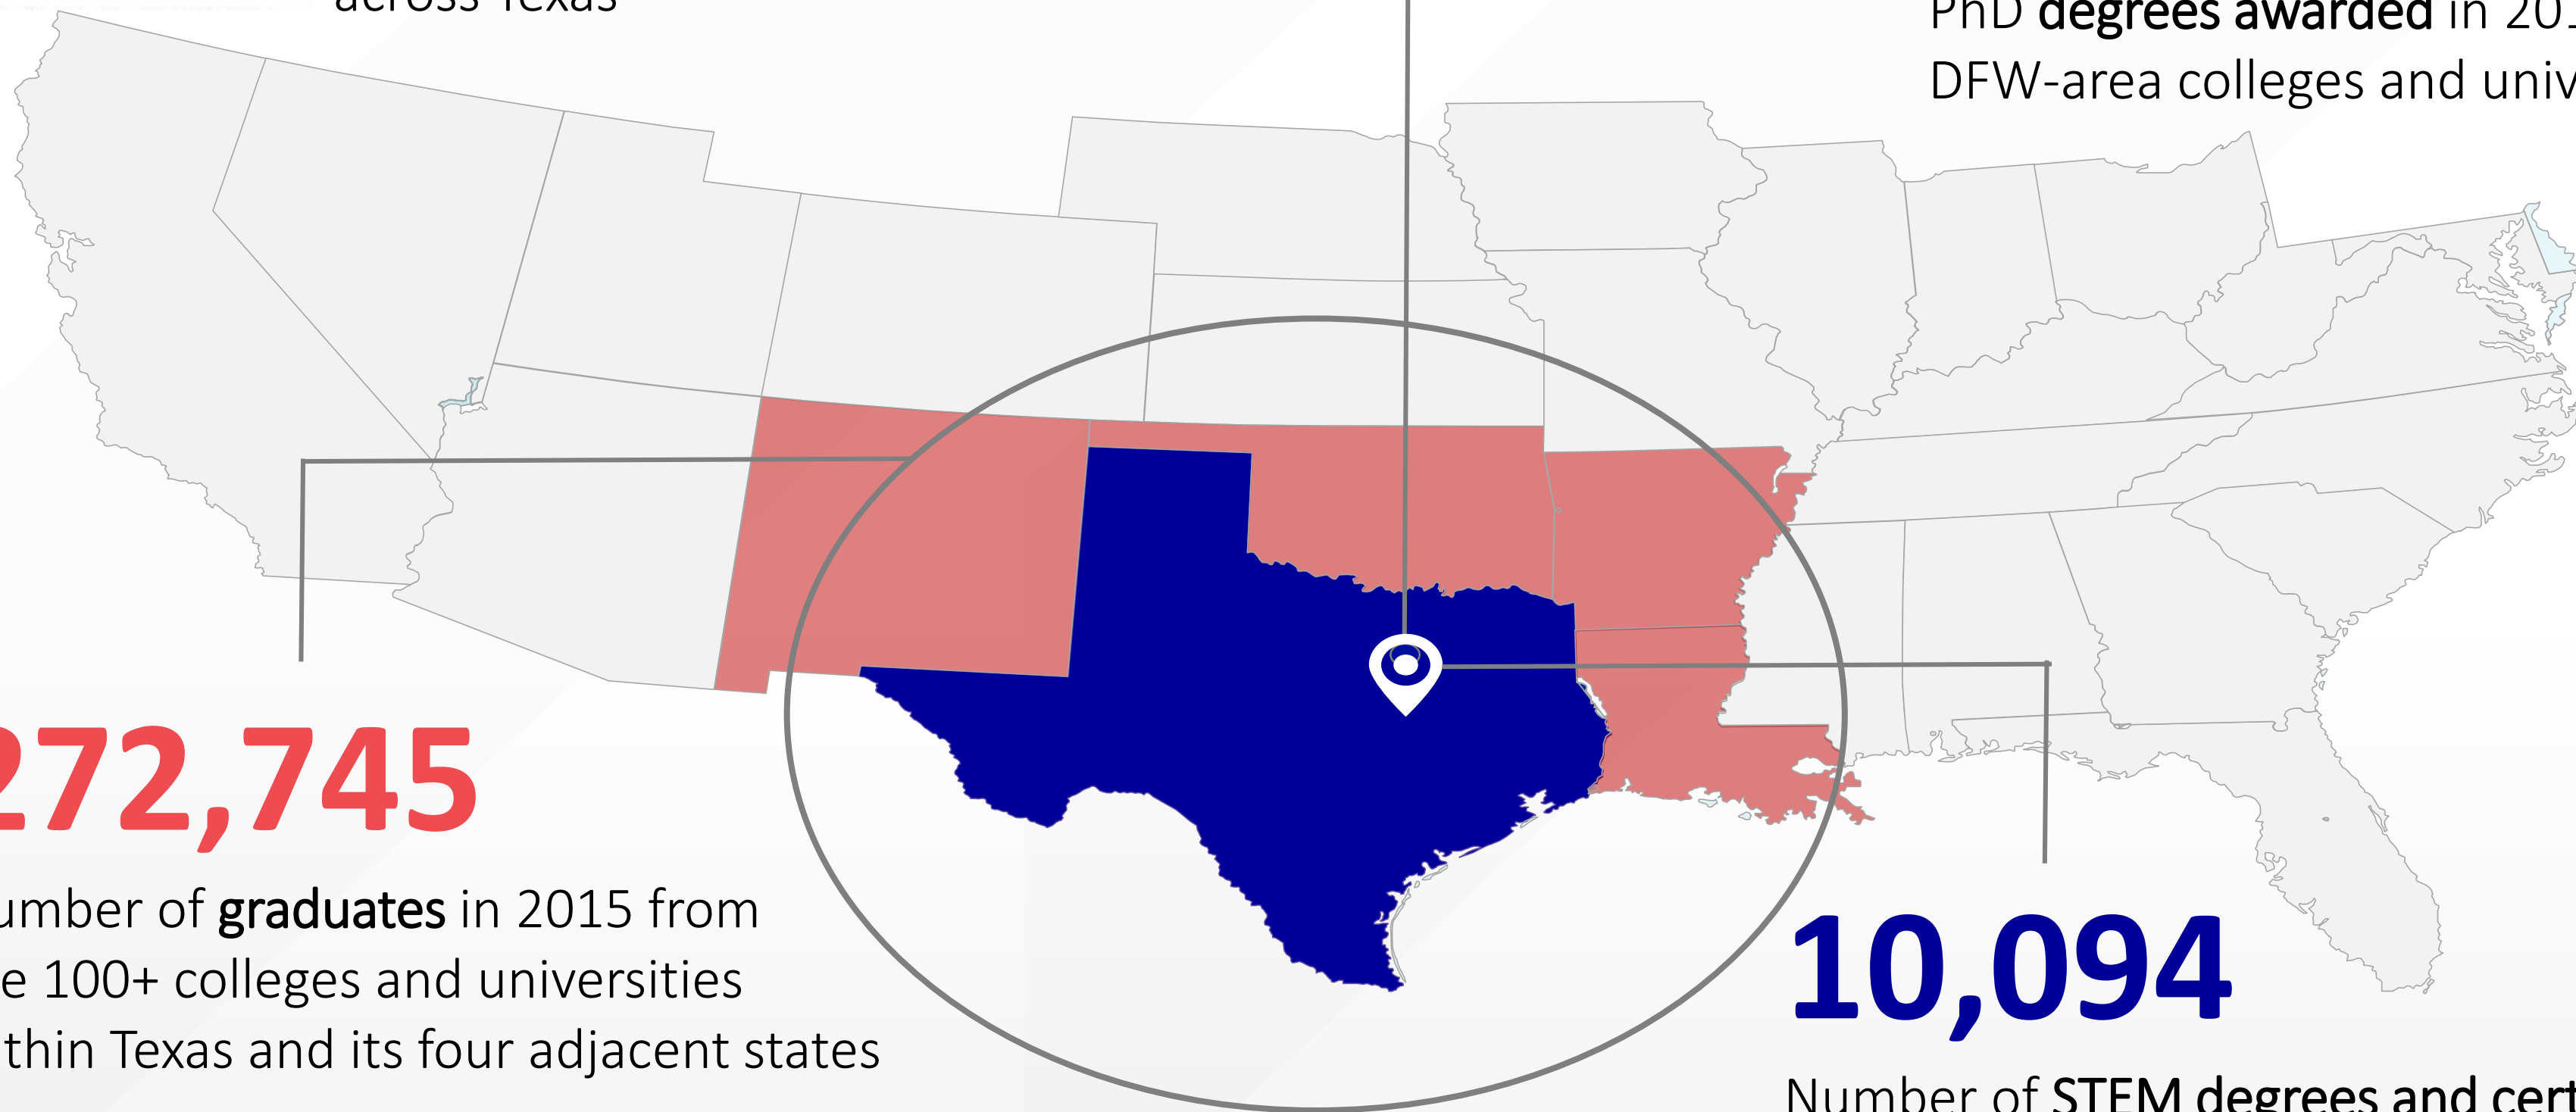 across Texas
PhD degrees awarded in 201
DFW-area colleges and univ
272,745
umber of graduates in 2015 from
e 100+ colleges and universities
thin Texas and its four adjacent states
10,094
Number of STEM degrees and cert